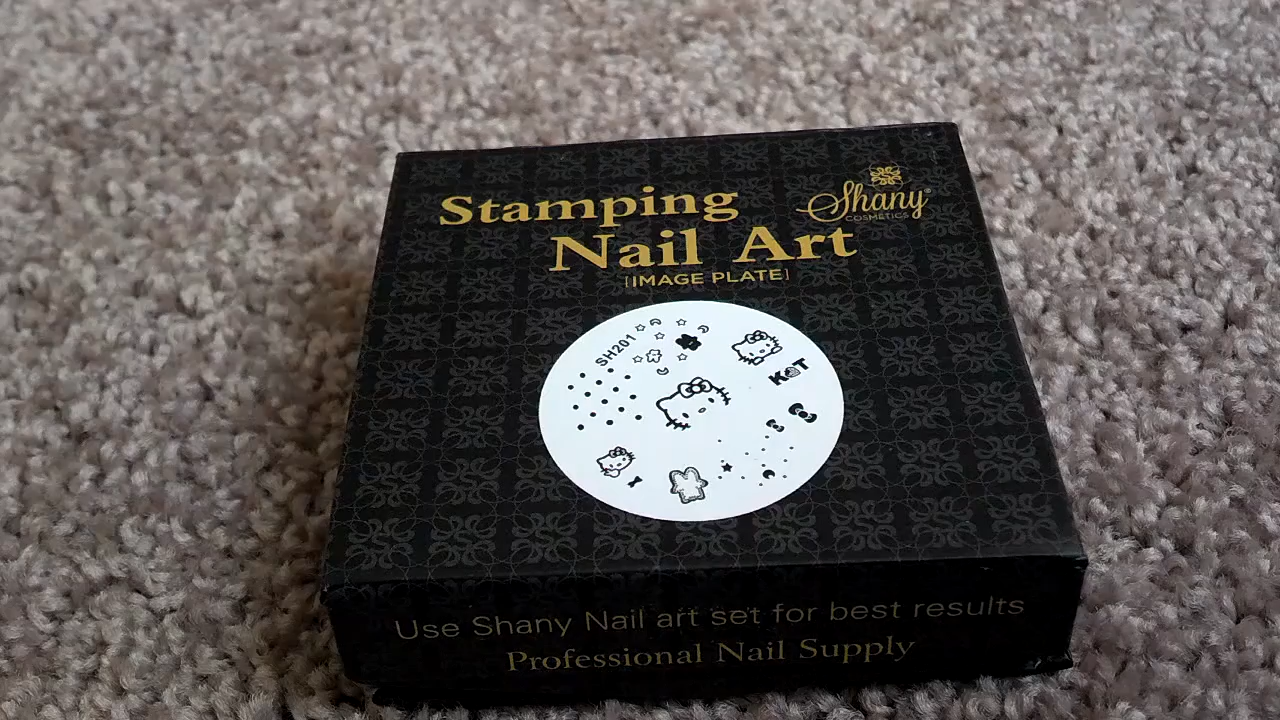 Stamping
Shany®
COSMETICS
Nail Art
[IMAGE PLATE]
SH201
Use Shany Nail art set for best results
Professional Nail Supply